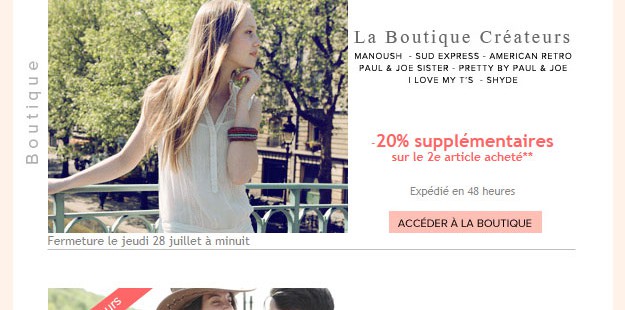 Boutique
La Boutique Créateurs
MANOUSH - SUD EXPRESS - AMERICAN RETRO
PAUL & JOE SISTER - PRETTY BY PAUL & JOE
I LOVE MY T'S - SHYDE
-20% supplémentaires
sur le 2e article acheté**
Expédié en 48 heures
ACCÉDER À LA BOUTIQUE
Fermeture le jeudi 28 juillet à minuit